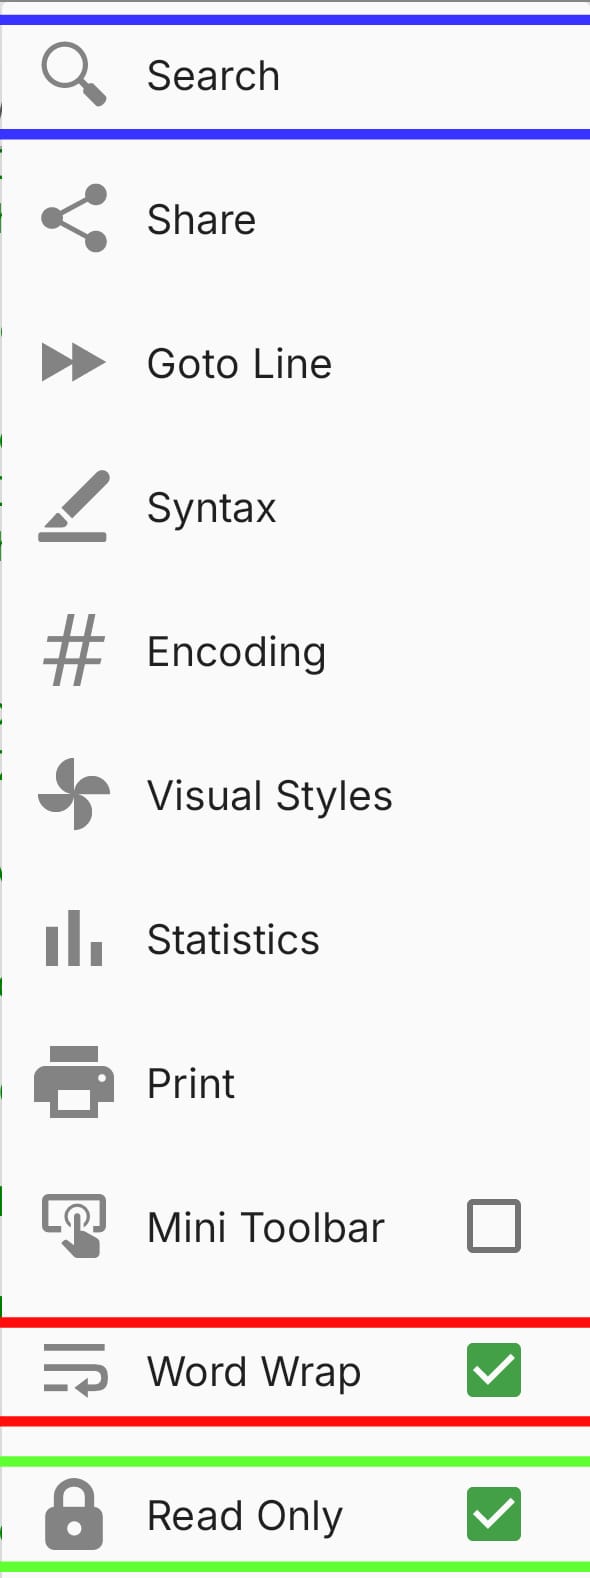 Search
Share
Goto Line
Syntax
Encoding
Visual Styles
Statistics
Print
Mini Toolbar
Word Wrap
Read Only